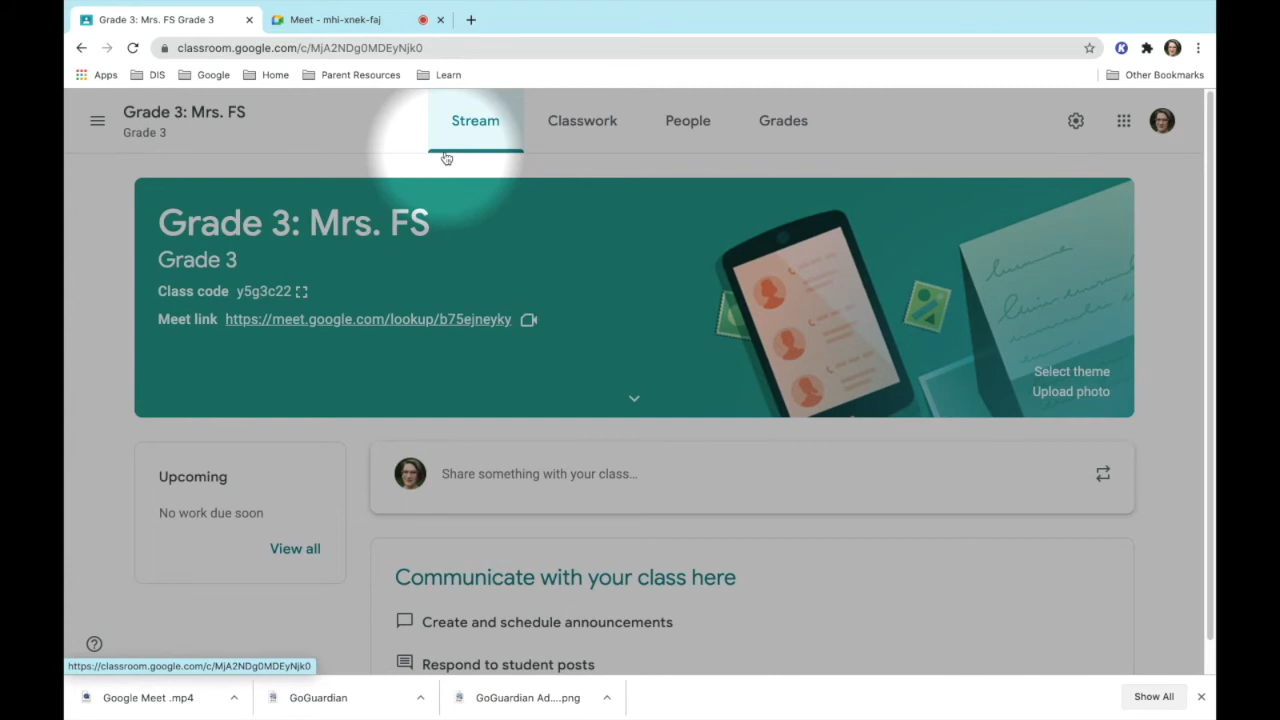 Grade 3: Mrs. FS Grade 3
Meet - mhi-xnek-faj
classroom.google.com/c/MjA2NDg0MDEyNjk0
Apps DIS Google Home Parent Resources Learn Other Bookmarks
Grade 3: Mrs. FS
Grade 3
Stream Classwork People Grades
Grade 3: Mrs. FS
Grade 3
Class code y5g3c22
Meet link https://meet.google.com/lookup/b75ejneyky
Select theme
Upload photo
Upcoming
No work due soon
View all
Share something with your class...
Communicate with your class here
Create and schedule announcements
Respond to student posts
https://classroom.google.com/c/MjA2NDg0MDEyNjk0
Google Meet .mp4 GoGuardian GoGuardian Ad....png Show All